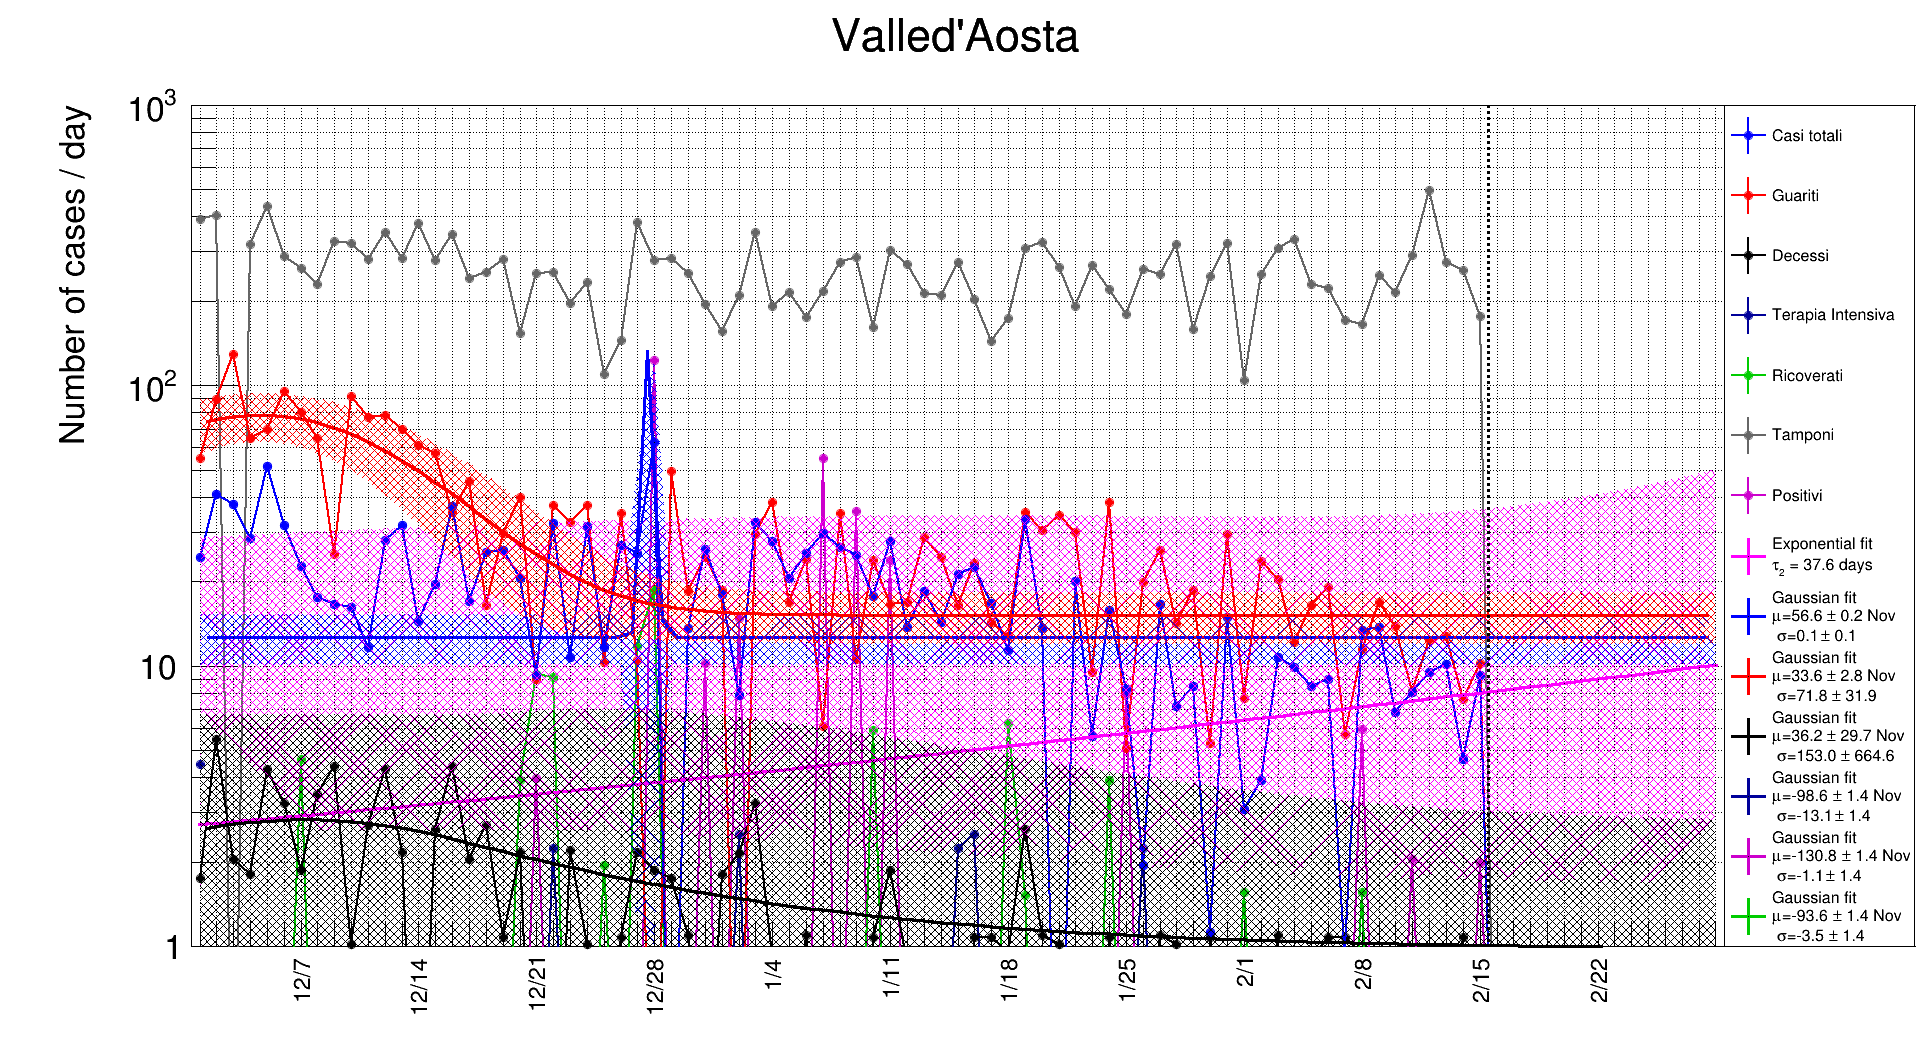 Valled'Aosta
Number of cases / day
10³
10²
10
1
12/7
12/14
12/21
12/28
1/4
1/11
1/18
1/25
2/1
2/8
2/15
2/22
Casi totali
Guariti
Decessi
Terapia Intensiva
Ricoverati
Tamponi
Positivi
Exponential fit
τ₂ = 37.6 days
Gaussian fit
μ=56.6 ± 0.2 Nov
σ=0.1 ± 0.1
Gaussian fit
μ=33.6 ± 2.8 Nov
σ=71.8 ± 31.9
Gaussian fit
μ=36.2 ± 29.7 Nov
σ=153.0 ± 664.6
Gaussian fit
μ=-98.6 ± 1.4 Nov
σ=-13.1 ± 1.4
Gaussian fit
μ=-130.8 ± 1.4 Nov
σ=-1.1 ± 1.4
Gaussian fit
μ=-93.6 ± 1.4 Nov
σ=-3.5 ± 1.4